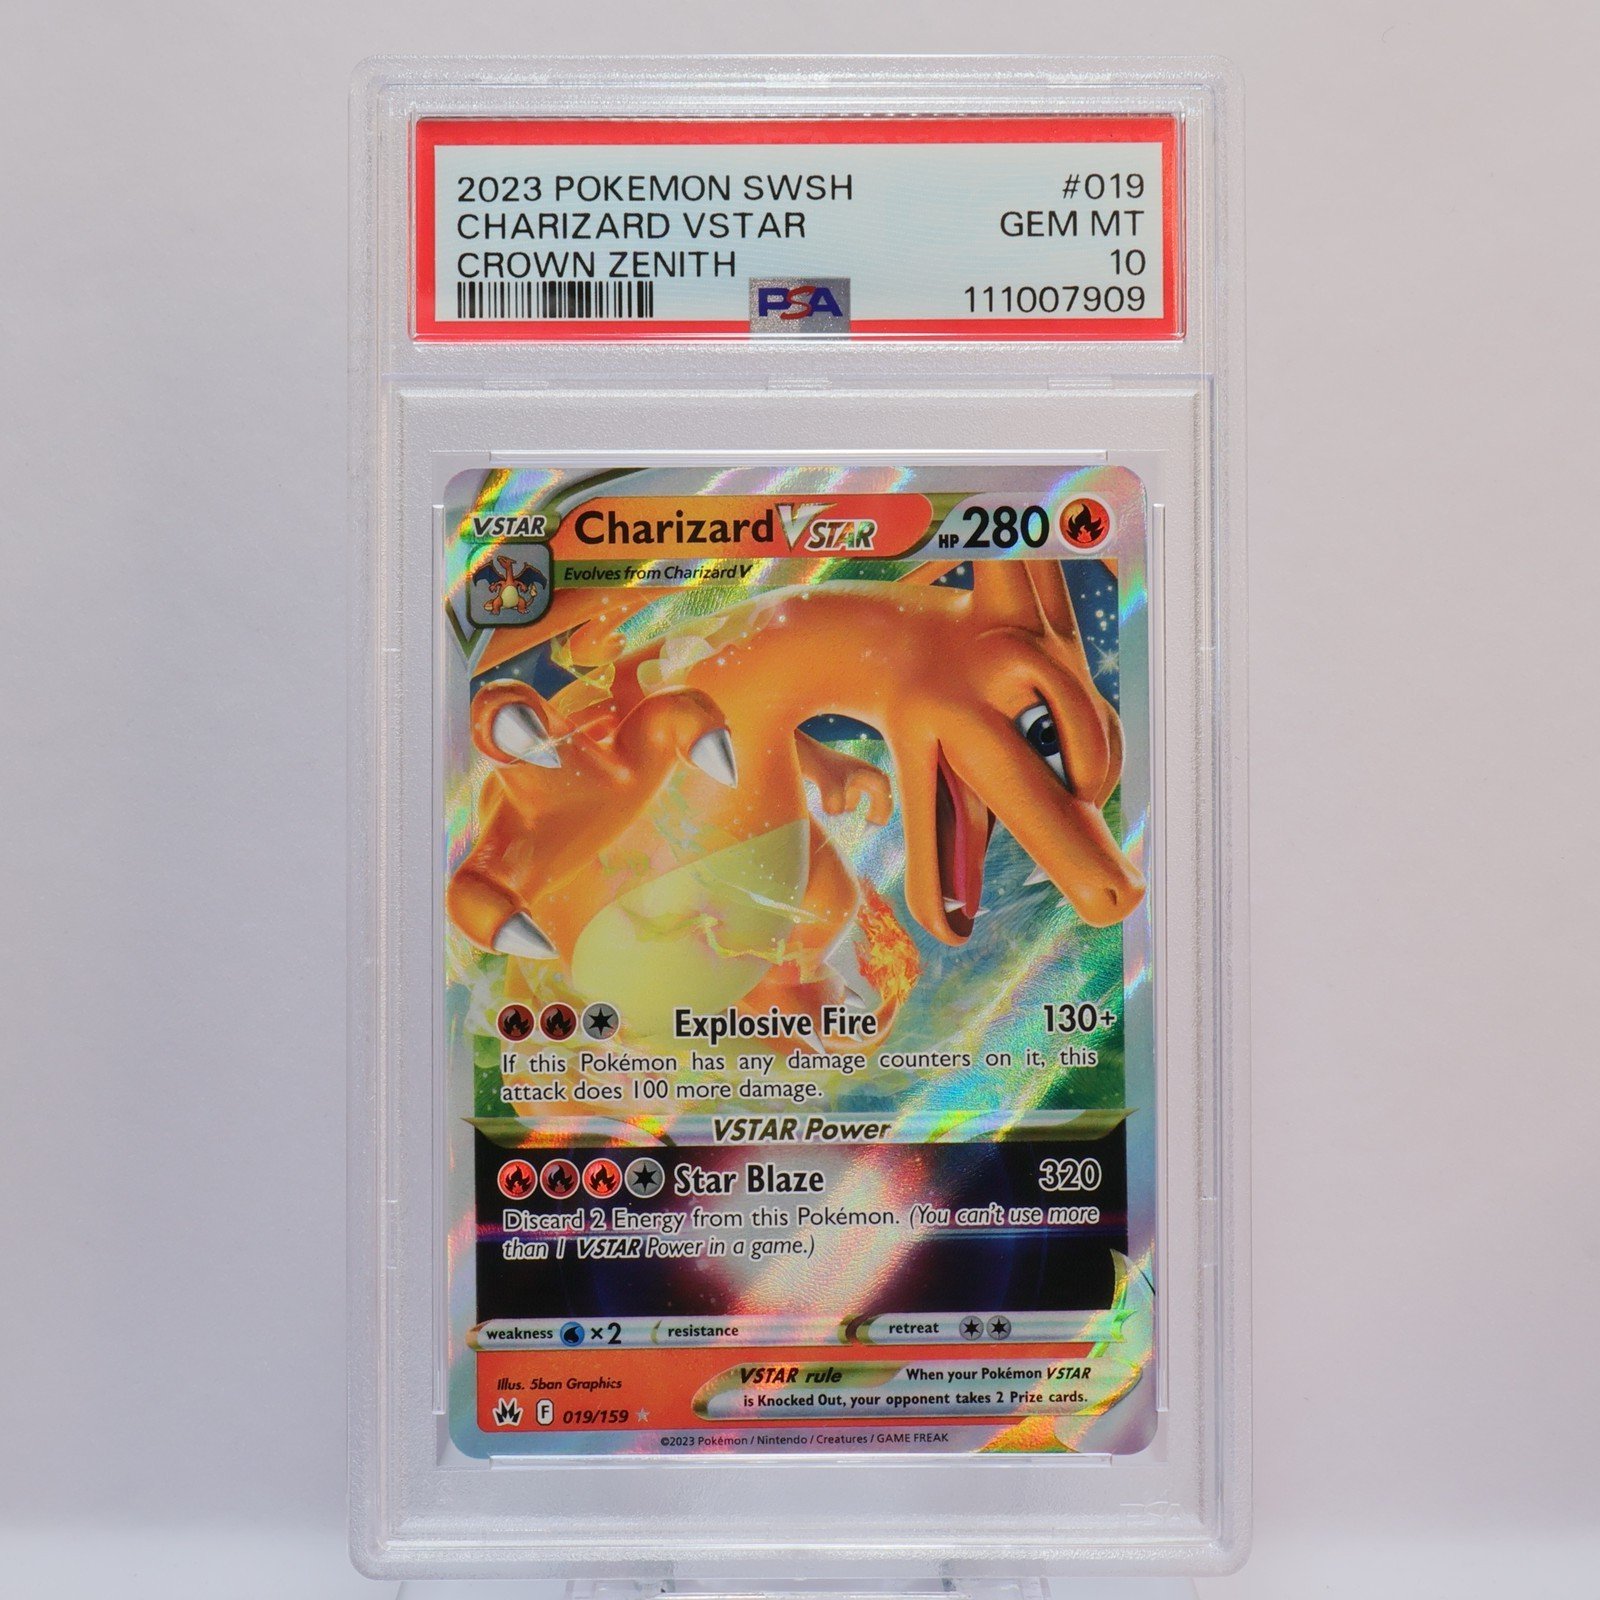 2023 POKEMON SWSH #019
CHARIZARD VSTAR GEM MT
CROWN ZENITH 10
PSA 111007909
VSTAR Charizard VSTAR HP 280
Evolves from Charizard V
Explosive Fire 130+
If this Pokémon has any damage counters on it, this
attack does 100 more damage.
VSTAR Power
Star Blaze 320
Discard 2 Energy from this Pokémon. (You can't use more
than 1 VSTAR Power in a game.)
weakness ×2 resistance retreat
Illus. 5ban Graphics
VSTAR rule When your Pokémon VSTAR
is Knocked Out, your opponent takes 2 Prize cards.
F 019/159
©2023 Pokémon / Nintendo / Creatures / GAME FREAK
PSA